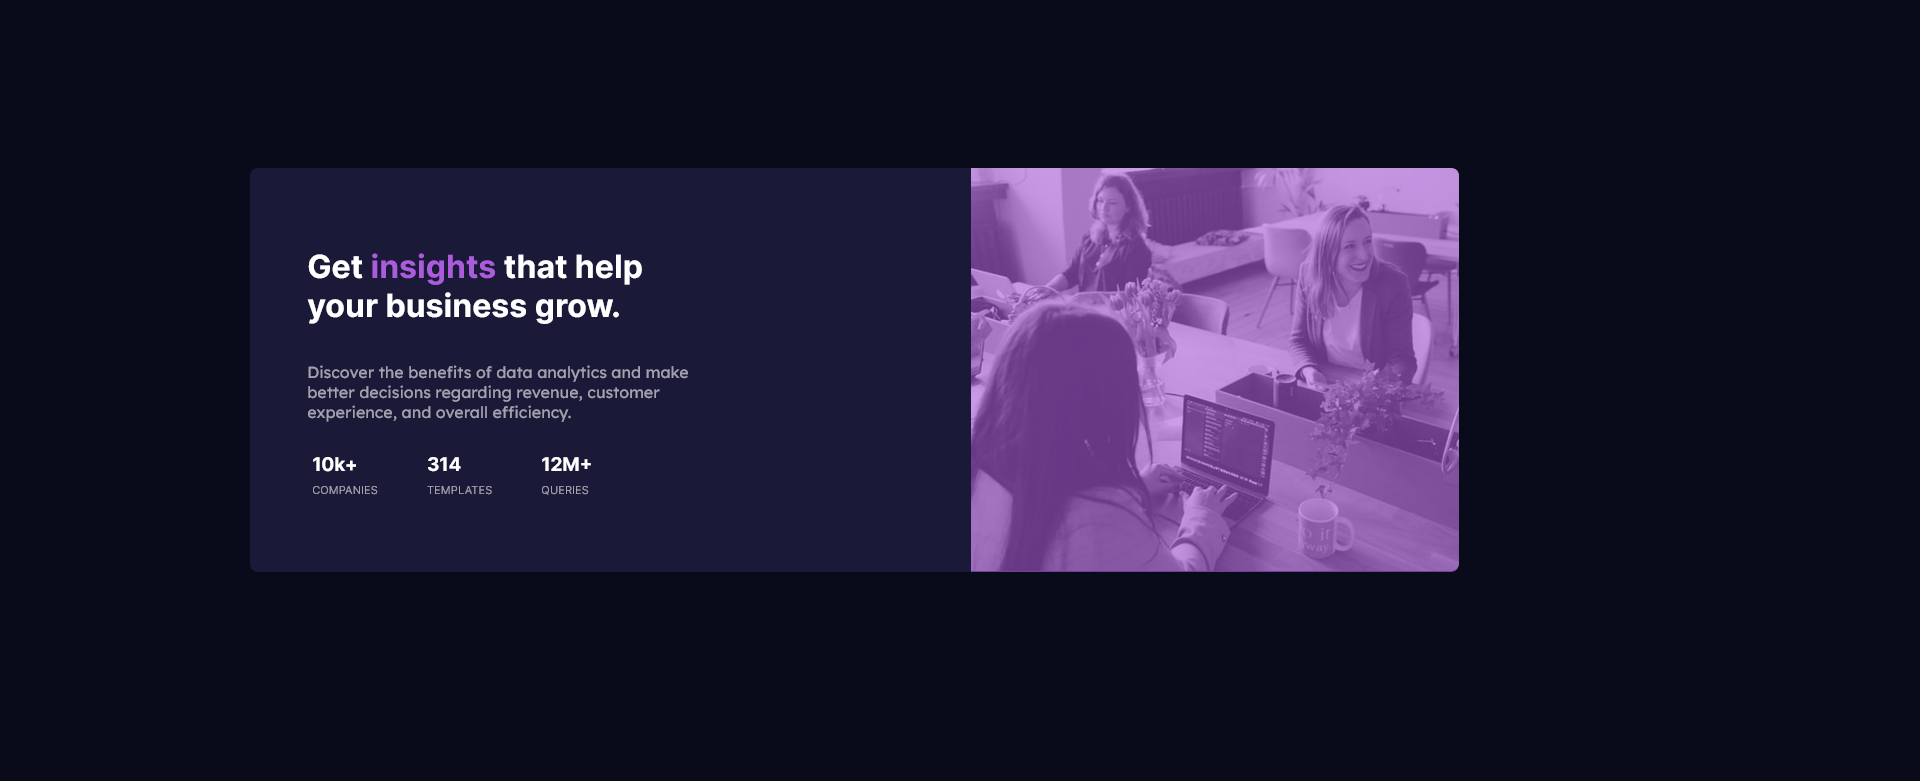 Get insights that help
your business grow.
Discover the benefits of data analytics and make
better decisions regarding revenue, customer
experience, and overall efficiency.
10k+ 314 12M+
COMPANIES TEMPLATES QUERIES